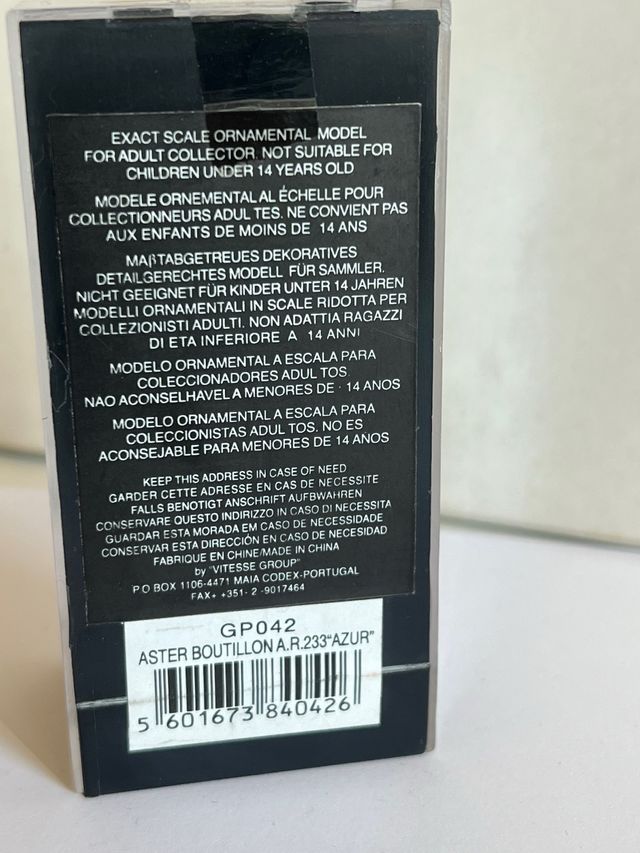 EXACT SCALE ORNAMENTAL MODEL
FOR ADULT COLLECTOR. NOT SUITABLE FOR
CHILDREN UNDER 14 YEARS OLD
MODELE ORNEMENTAL AL ÉCHELLE POUR
COLLECTIONNEURS ADUL TES. NE CONVIENT PAS
AUX ENFANTS DE MOINS DE 14 ANS
MAβTABGETREUES DEKORATIVES
DETAILGERECHTES MODELL FÜR SAMMLER.
NICHT GEEIGNET FÜR KINDER UNTER 14 JAHREN
MODELLI ORNAMENTALI IN SCALE RIDOTTA PER
COLLEZIONISTI ADULTI. NON ADATTIA RAGAZZI
DI ETA INFERIORE A 14 ANNI
MODELO ORNAMENTAL A ESCALA PARA
COLECCIONADORES ADUL TOS
NAO ACONSELHAVEL A MENORES DE · 14 ANOS
MODELO ORNAMENTAL A ESCALA PARA
COLECCIONISTAS ADUL TOS. NO ES
ACONSEJABLE PARA MENORES DE 14 AÑOS
KEEP THIS ADDRESS IN CASE OF NEED
GARDER CETTE ADRESSE EN CAS DE NECESSITE
FALLS BENOTIGT ANSCHRIFT AUFBWAHREN
CONSERVARE QUESTO INDIRIZZO IN CASO DI NECESSITA
GUARDAR ESTA MORADA EM CASO DE NECESSIDADE
CONSERVAR ESTA DIRECCIÓN EN CASO DE NECESIDAD
FABRIQUE EN CHINE/MADE IN CHINA
by "VITESSE GROUP"
P O BOX 1106-4471 MAIA CODEX-PORTUGAL
FAX+ +351- 2 -9017464
GP042
ASTER BOUTILLON A.R.233"AZUR"
5 601673 840426